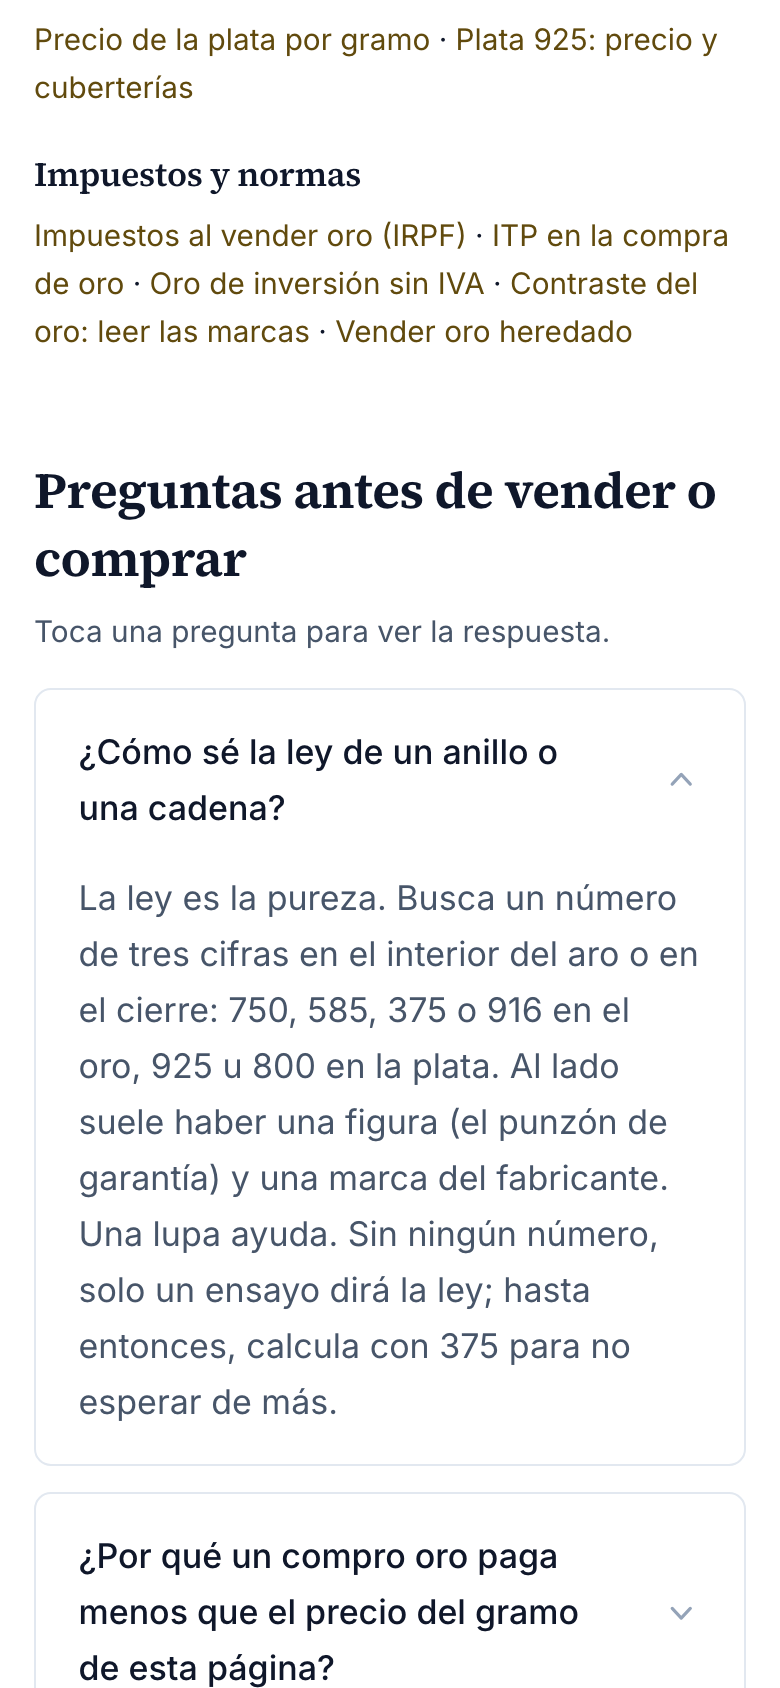 Precio de la plata por gramo · Plata 925: precio y
cuberterías
Impuestos y normas
Impuestos al vender oro (IRPF) · ITP en la compra
de oro · Oro de inversión sin IVA · Contraste del
oro: leer las marcas · Vender oro heredado
Preguntas antes de vender o
comprar
Toca una pregunta para ver la respuesta.
¿Cómo sé la ley de un anillo o
una cadena?
La ley es la pureza. Busca un número
de tres cifras en el interior del aro o en
el cierre: 750, 585, 375 o 916 en el
oro, 925 u 800 en la plata. Al lado
suele haber una figura (el punzón de
garantía) y una marca del fabricante.
Una lupa ayuda. Sin ningún número,
solo un ensayo dirá la ley; hasta
entonces, calcula con 375 para no
esperar de más.
¿Por qué un compro oro paga
menos que el precio del gramo
de esta página?